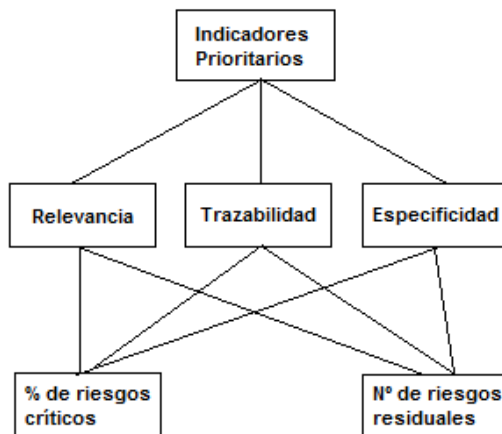 Indicadores
Prioritarios
Relevancia
Trazabilidad
Especificidad
% de riesgos
críticos
Nº de riesgos
residuales